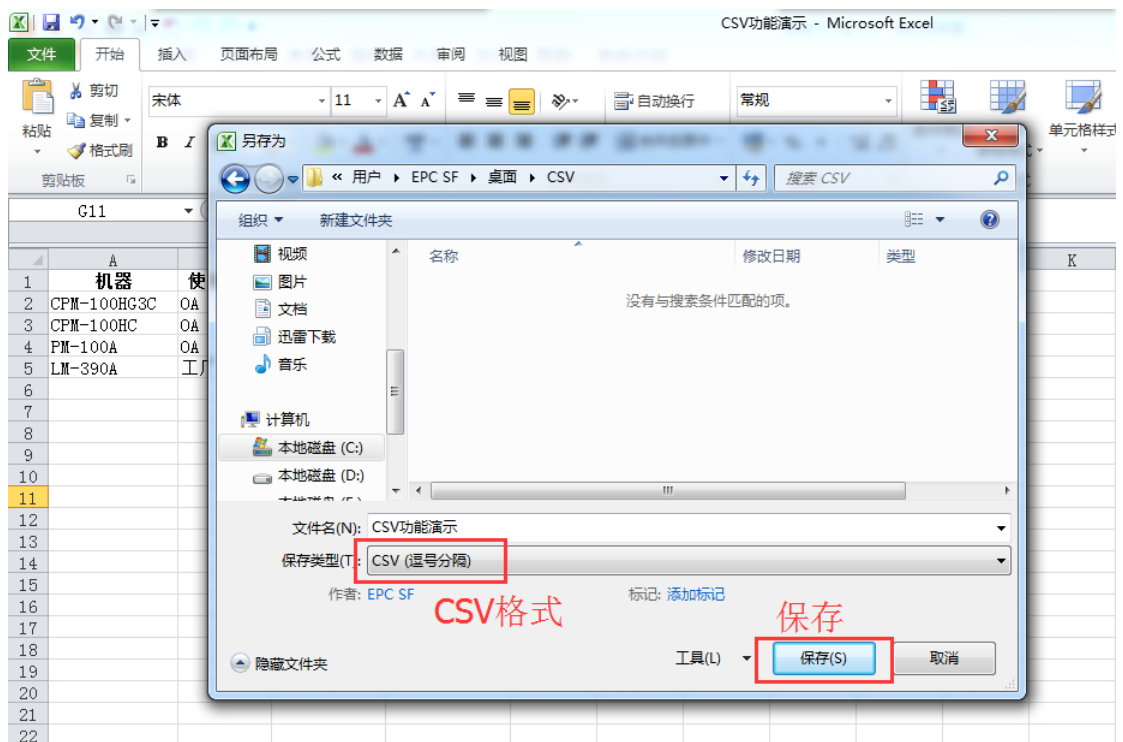 CSV功能演示 - Microsoft Excel
文件 开始 插入 页面布局 公式 数据 审阅 视图
剪切
复制
格式刷
粘贴
剪贴板
宋体 11 A A
B I
自动换行
常规
单元格样式
G11
另存为
« 用户 ▸ EPC SF ▸ 桌面 ▸ CSV
搜索 CSV
组织 新建文件夹
名称 修改日期 类型
没有与搜索条件匹配的项。
视频
图片
文档
迅雷下载
音乐
计算机
本地磁盘 (C:)
本地磁盘 (D:)
文件名(N): CSV功能演示
保存类型(T): CSV (逗号分隔)
作者: EPC SF 标记: 添加标记
CSV格式 保存
隐藏文件夹 工具(L) 保存(S) 取消
A K
1 机器 使
2 CPM-100HG3C OA
3 CPM-100HC OA
4 PM-100A OA
5 LM-390A 工
6
7
8
9
10
11
12
13
14
15
16
17
18
19
20
21
22